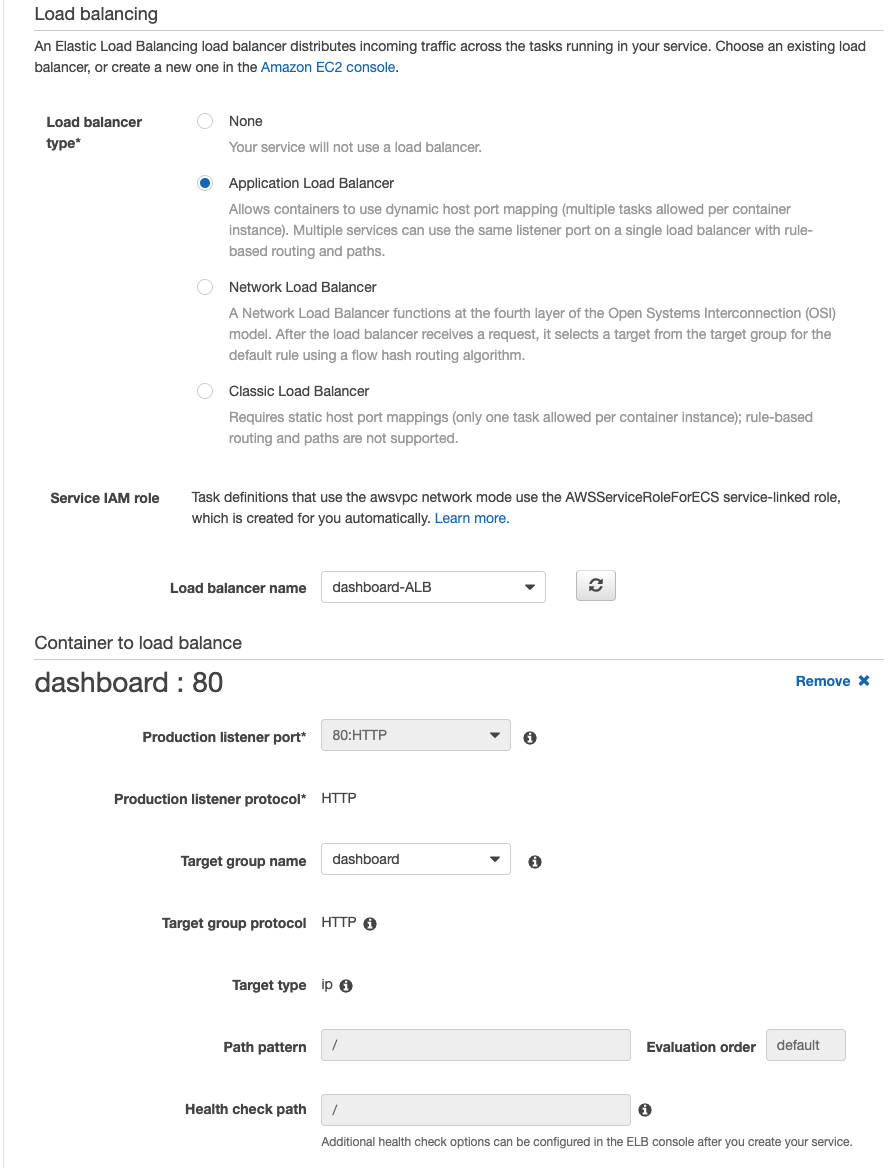 Load balancing
An Elastic Load Balancing load balancer distributes incoming traffic across the tasks running in your service. Choose an existing load
balancer, or create a new one in the Amazon EC2 console.
Load balancer
type*
None
Your service will not use a load balancer.
Application Load Balancer
Allows containers to use dynamic host port mapping (multiple tasks allowed per container
instance). Multiple services can use the same listener port on a single load balancer with rule-
based routing and paths.
Network Load Balancer
A Network Load Balancer functions at the fourth layer of the Open Systems Interconnection (OSI)
model. After the load balancer receives a request, it selects a target from the target group for the
default rule using a flow hash routing algorithm.
Classic Load Balancer
Requires static host port mappings (only one task allowed per container instance); rule-based
routing and paths are not supported.
Service IAM role
Task definitions that use the awsvpc network mode use the AWSServiceRoleForECS service-linked role,
which is created for you automatically. Learn more.
Load balancer name dashboard-ALB
Container to load balance
dashboard : 80 Remove
Production listener port* 80:HTTP
Production listener protocol* HTTP
Target group name dashboard
Target group protocol HTTP
Target type ip
Path pattern / Evaluation order default
Health check path /
Additional health check options can be configured in the ELB console after you create your service.